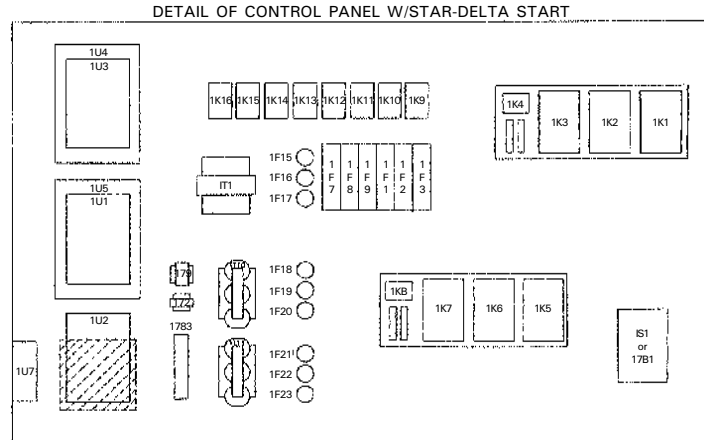 DETAIL OF CONTROL PANEL W/STAR-DELTA START
1U4
1U3
1K16 1K15 1K14 1K13 1K12 1K11 1K10 1K9
1K4 1K3 1K2 1K1
1F15
1F16
1F17
IT1
1F7 1F8 1F9 1F1 1F2 1F3
1U5
1U1
179
172
1783
1F18
1F19
1F20
1KB 1K7 1K6 1K5
1U2
1U7
1F21
1F22
1F23
IS1
or
17B1